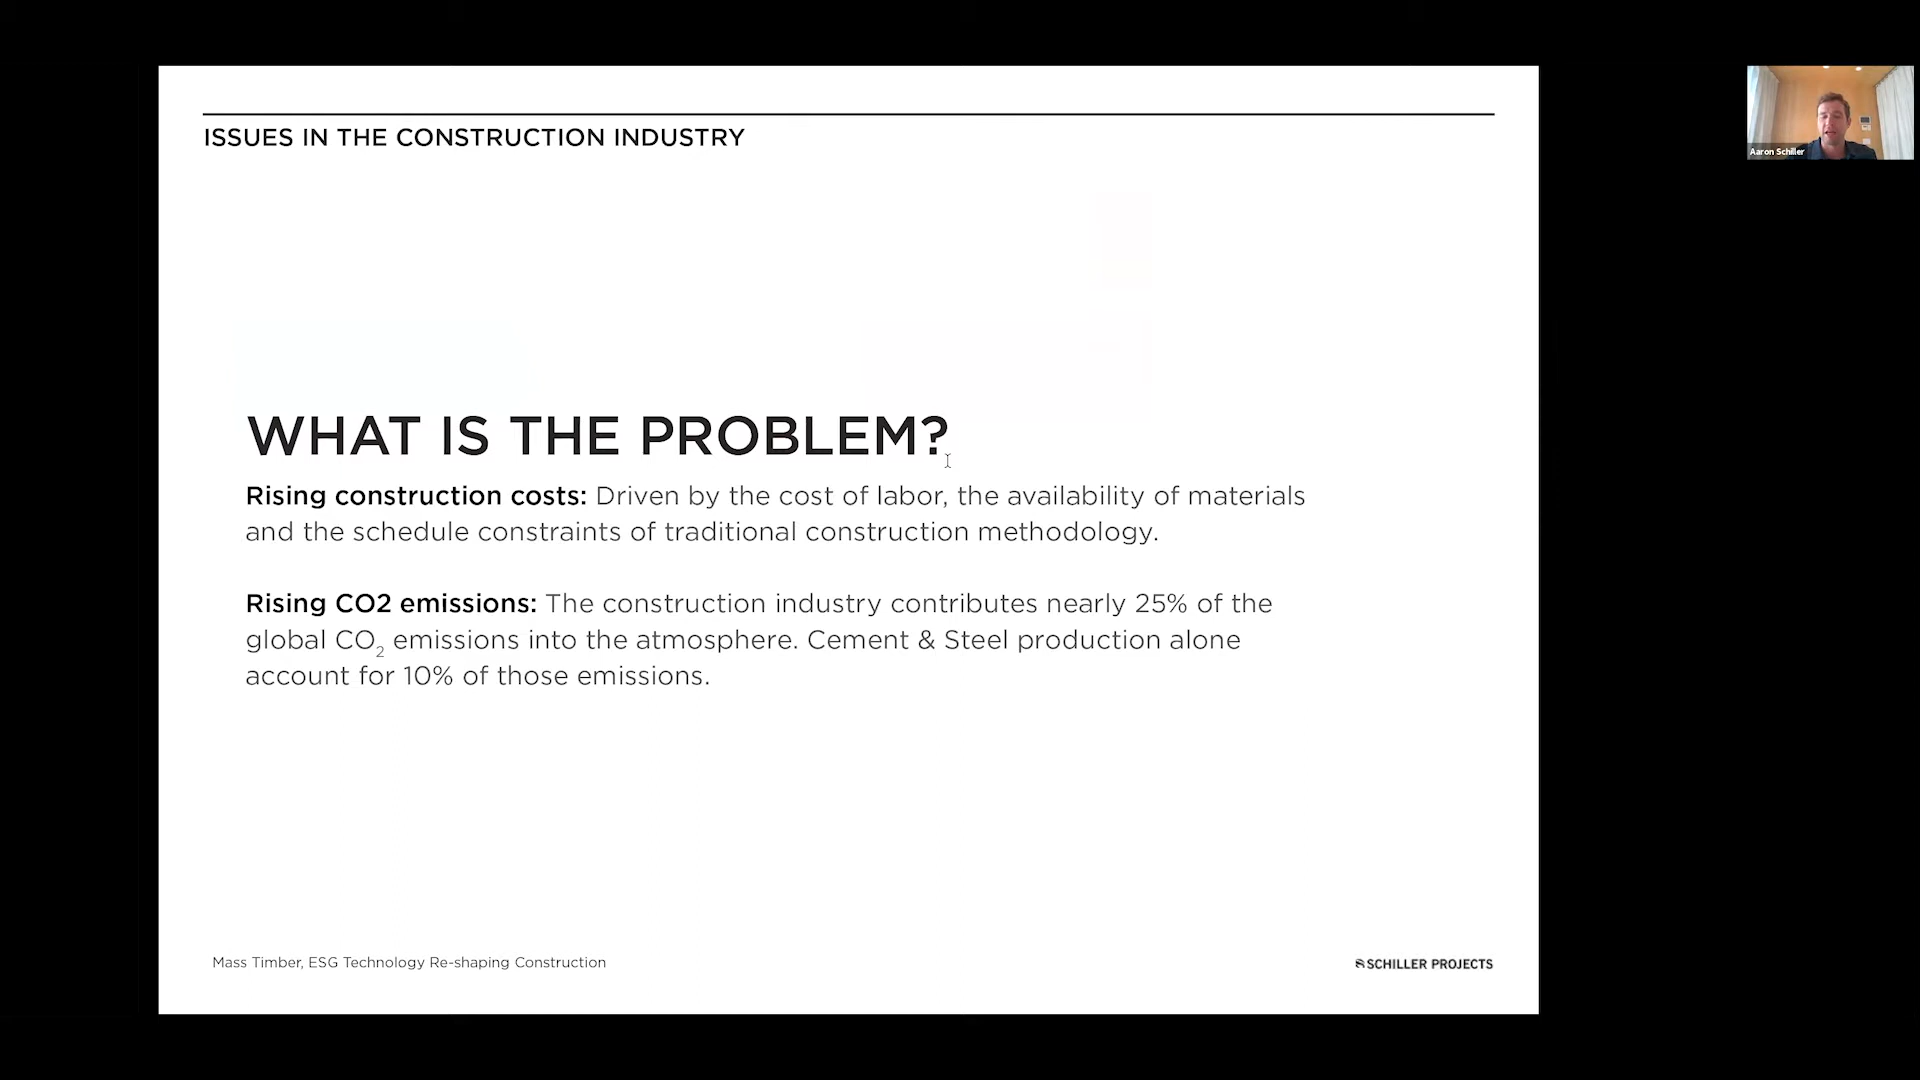 ISSUES IN THE CONSTRUCTION INDUSTRY
Aaron Schiller
WHAT IS THE PROBLEM?
Rising construction costs: Driven by the cost of labor, the availability of materials
and the schedule constraints of traditional construction methodology.
Rising CO2 emissions: The construction industry contributes nearly 25% of the
global CO₂ emissions into the atmosphere. Cement & Steel production alone
account for 10% of those emissions.
Mass Timber, ESG Technology Re-shaping Construction
SCHILLER PROJECTS